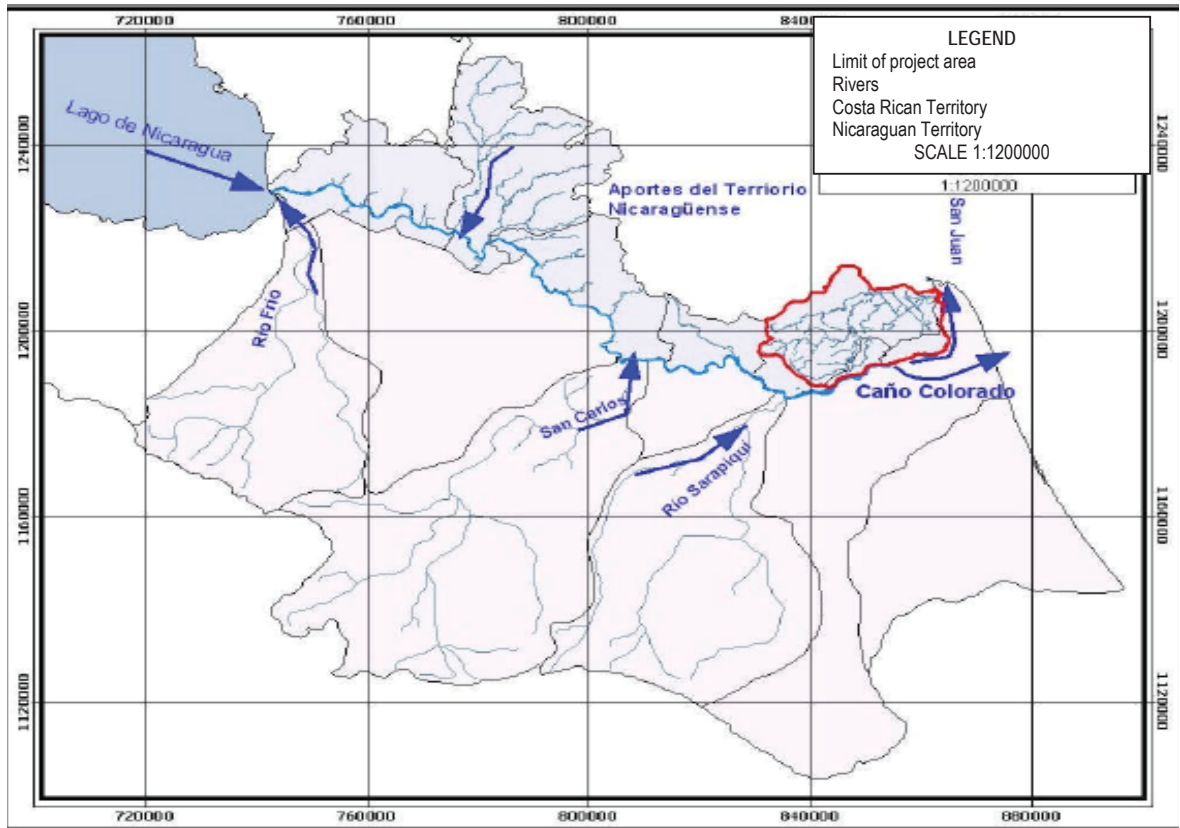 720000
760000
800000
840000
LEGEND
Limit of project area
Rivers
Costa Rican Territory
Nicaraguan Territory
SCALE 1:1200000
1:1200000
Lago de Nicaragua
1240000
1240000
Aportes del Territorio
Nicaragüense
San Juan
Río Frío
1200000
1200000
San Carlos
Caño Colorado
Río Sarapiquí
1160000
1160000
1120000
1120000
720000
760000
800000
840000
880000